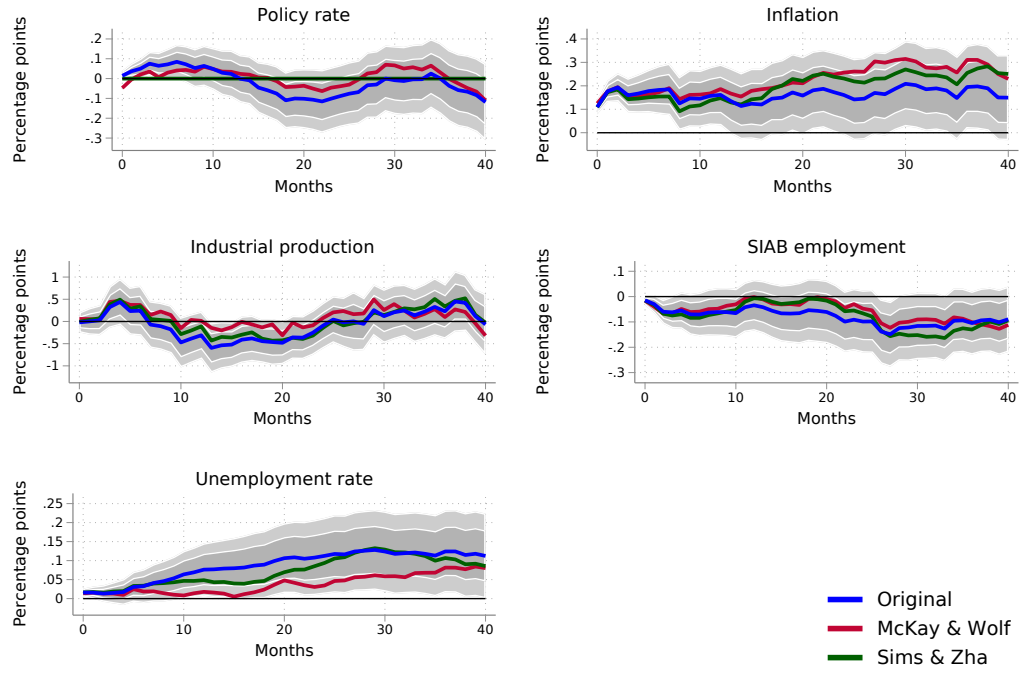 Policy rate
Percentage points
.2
.1
0
-.1
-.2
-.3
0 10 20 30 40
Months
Inflation
Percentage points
.4
.3
.2
.1
0
0 10 20 30 40
Months
Industrial production
Percentage points
1
.5
0
-.5
-1
0 10 20 30 40
Months
SIAB employment
Percentage points
.1
0
-.1
-.2
-.3
0 10 20 30 40
Months
Unemployment rate
Percentage points
.25
.2
.15
.1
.05
0
0 10 20 30 40
Months
Original
McKay & Wolf
Sims & Zha